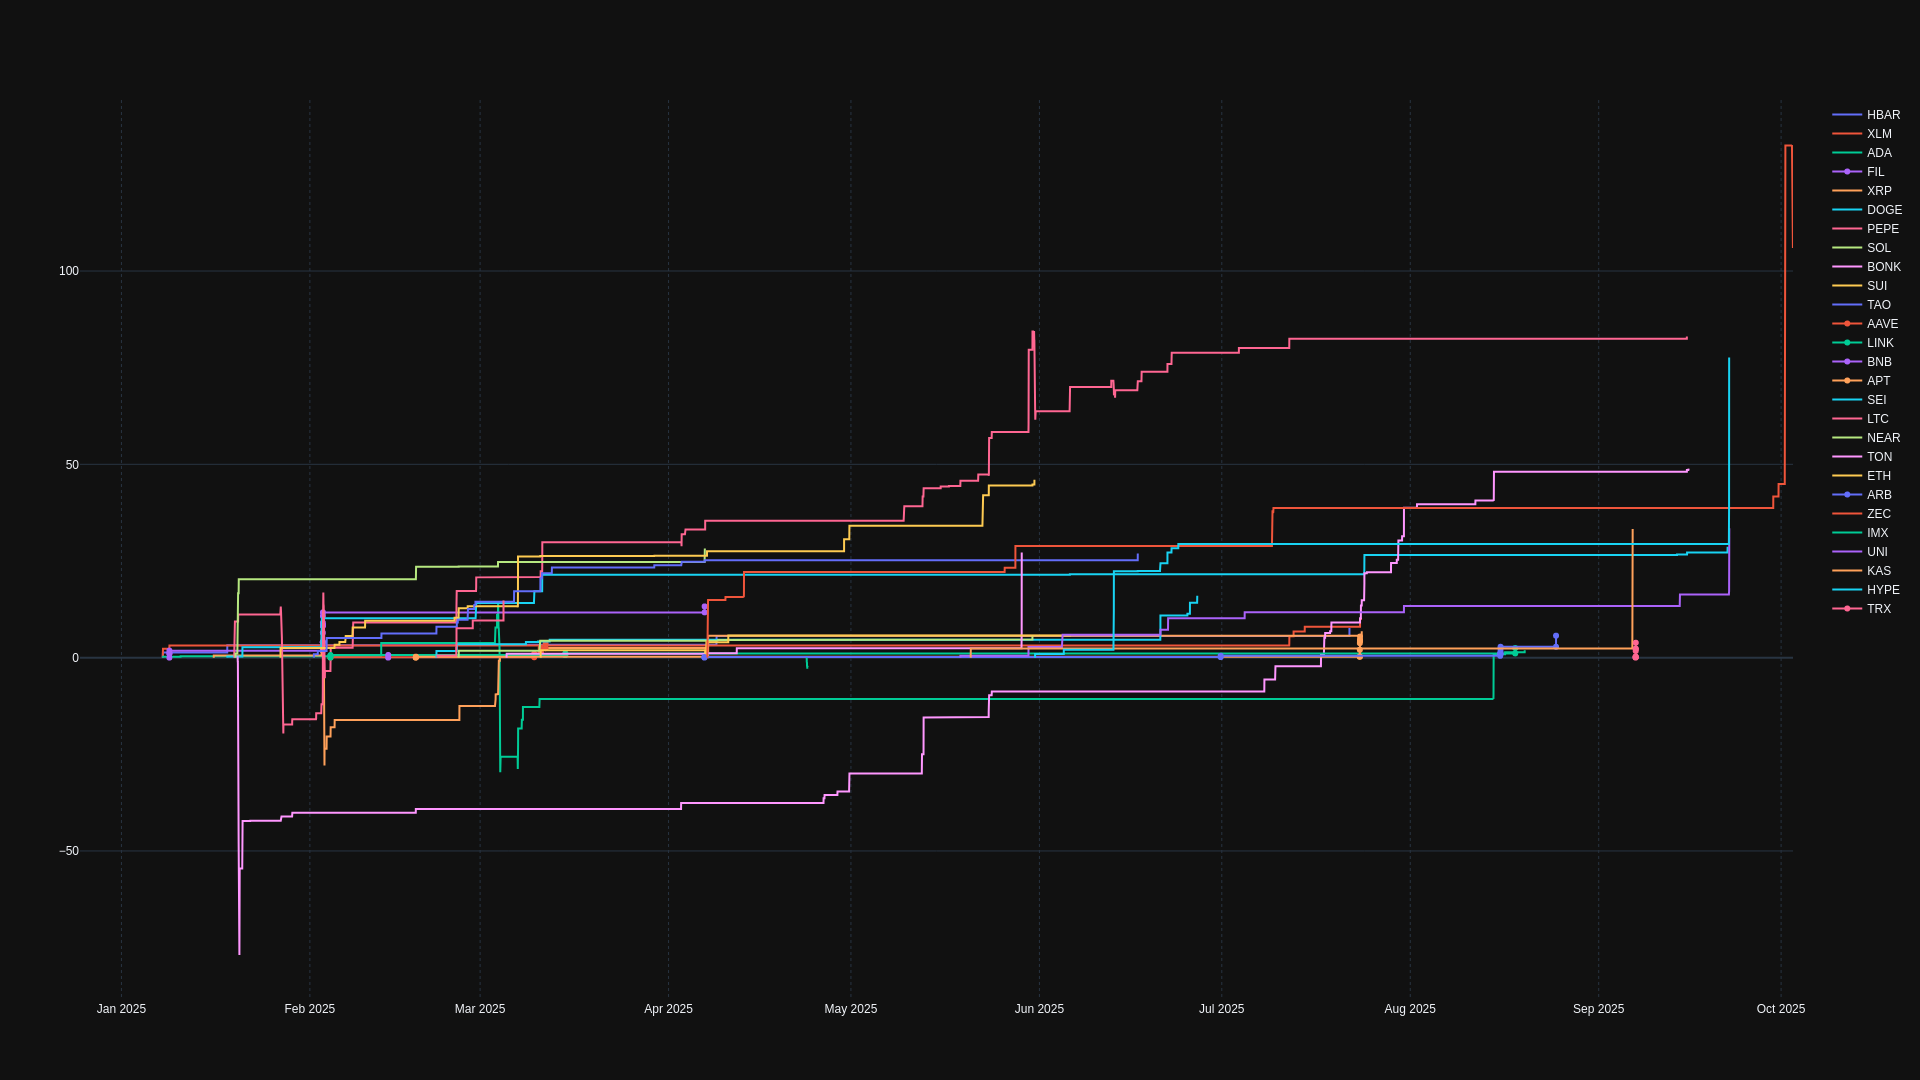 HBAR
XLM
ADA
FIL
XRP
DOGE
PEPE
SOL
BONK
SUI
TAO
AAVE
LINK
BNB
APT
SEI
LTC
NEAR
TON
ETH
ARB
ZEC
IMX
UNI
KAS
HYPE
TRX
100
50
0
−50
Jan 2025
Feb 2025
Mar 2025
Apr 2025
May 2025
Jun 2025
Jul 2025
Aug 2025
Sep 2025
Oct 2025